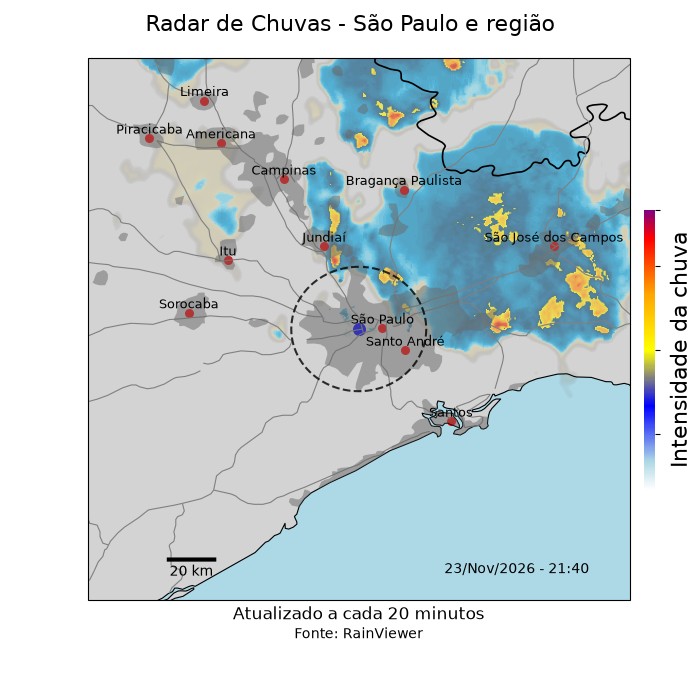 Radar de Chuvas - São Paulo e região
Limeira
Piracicaba
Americana
Campinas
Bragança Paulista
Jundiaí
São José dos Campos
Itu
Sorocaba
São Paulo
Santo André
Santos
Intensidade da chuva
20 km
23/Nov/2026 - 21:40
Atualizado a cada 20 minutos
Fonte: RainViewer